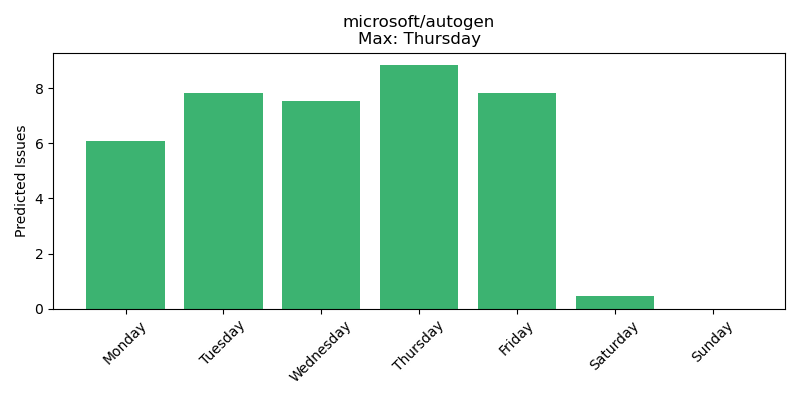 microsoft/autogen
Max: Thursday
Predicted Issues
8
6
4
2
0
Monday
Tuesday
Wednesday
Thursday
Friday
Saturday
Sunday